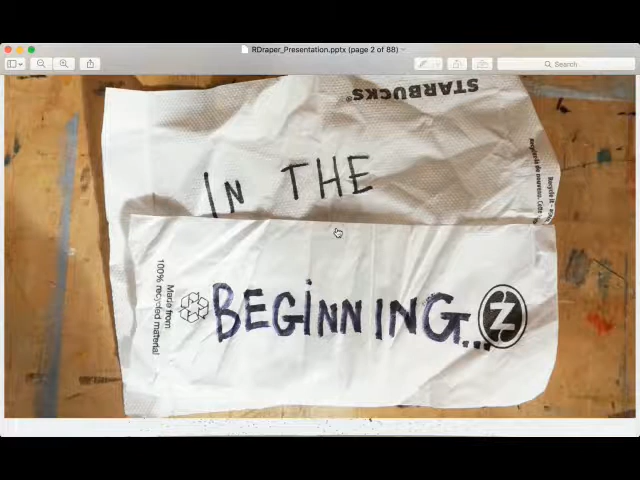 RDraper_Presentation.pptx (page 2 of 88)
Search
STARBUCKS®
IN THE
BEGINNING...
Made from
100% recycled material